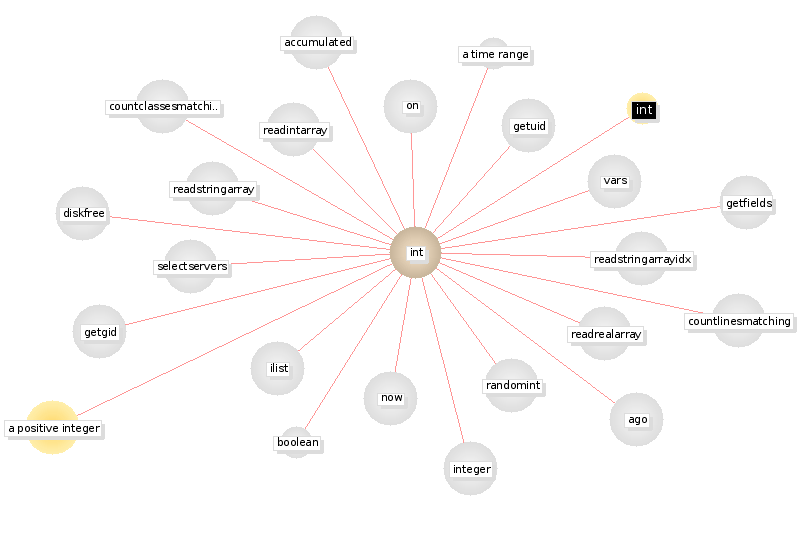 accumulated
a time range
countclassesmatchi..
on
int
readintarray
getuid
readstringarray
vars
diskfree
getfields
int
selectservers
readstringarrayidx
getgid
countlinesmatching
readrealarray
ilist
randomint
now
ago
a positive integer
boolean
integer